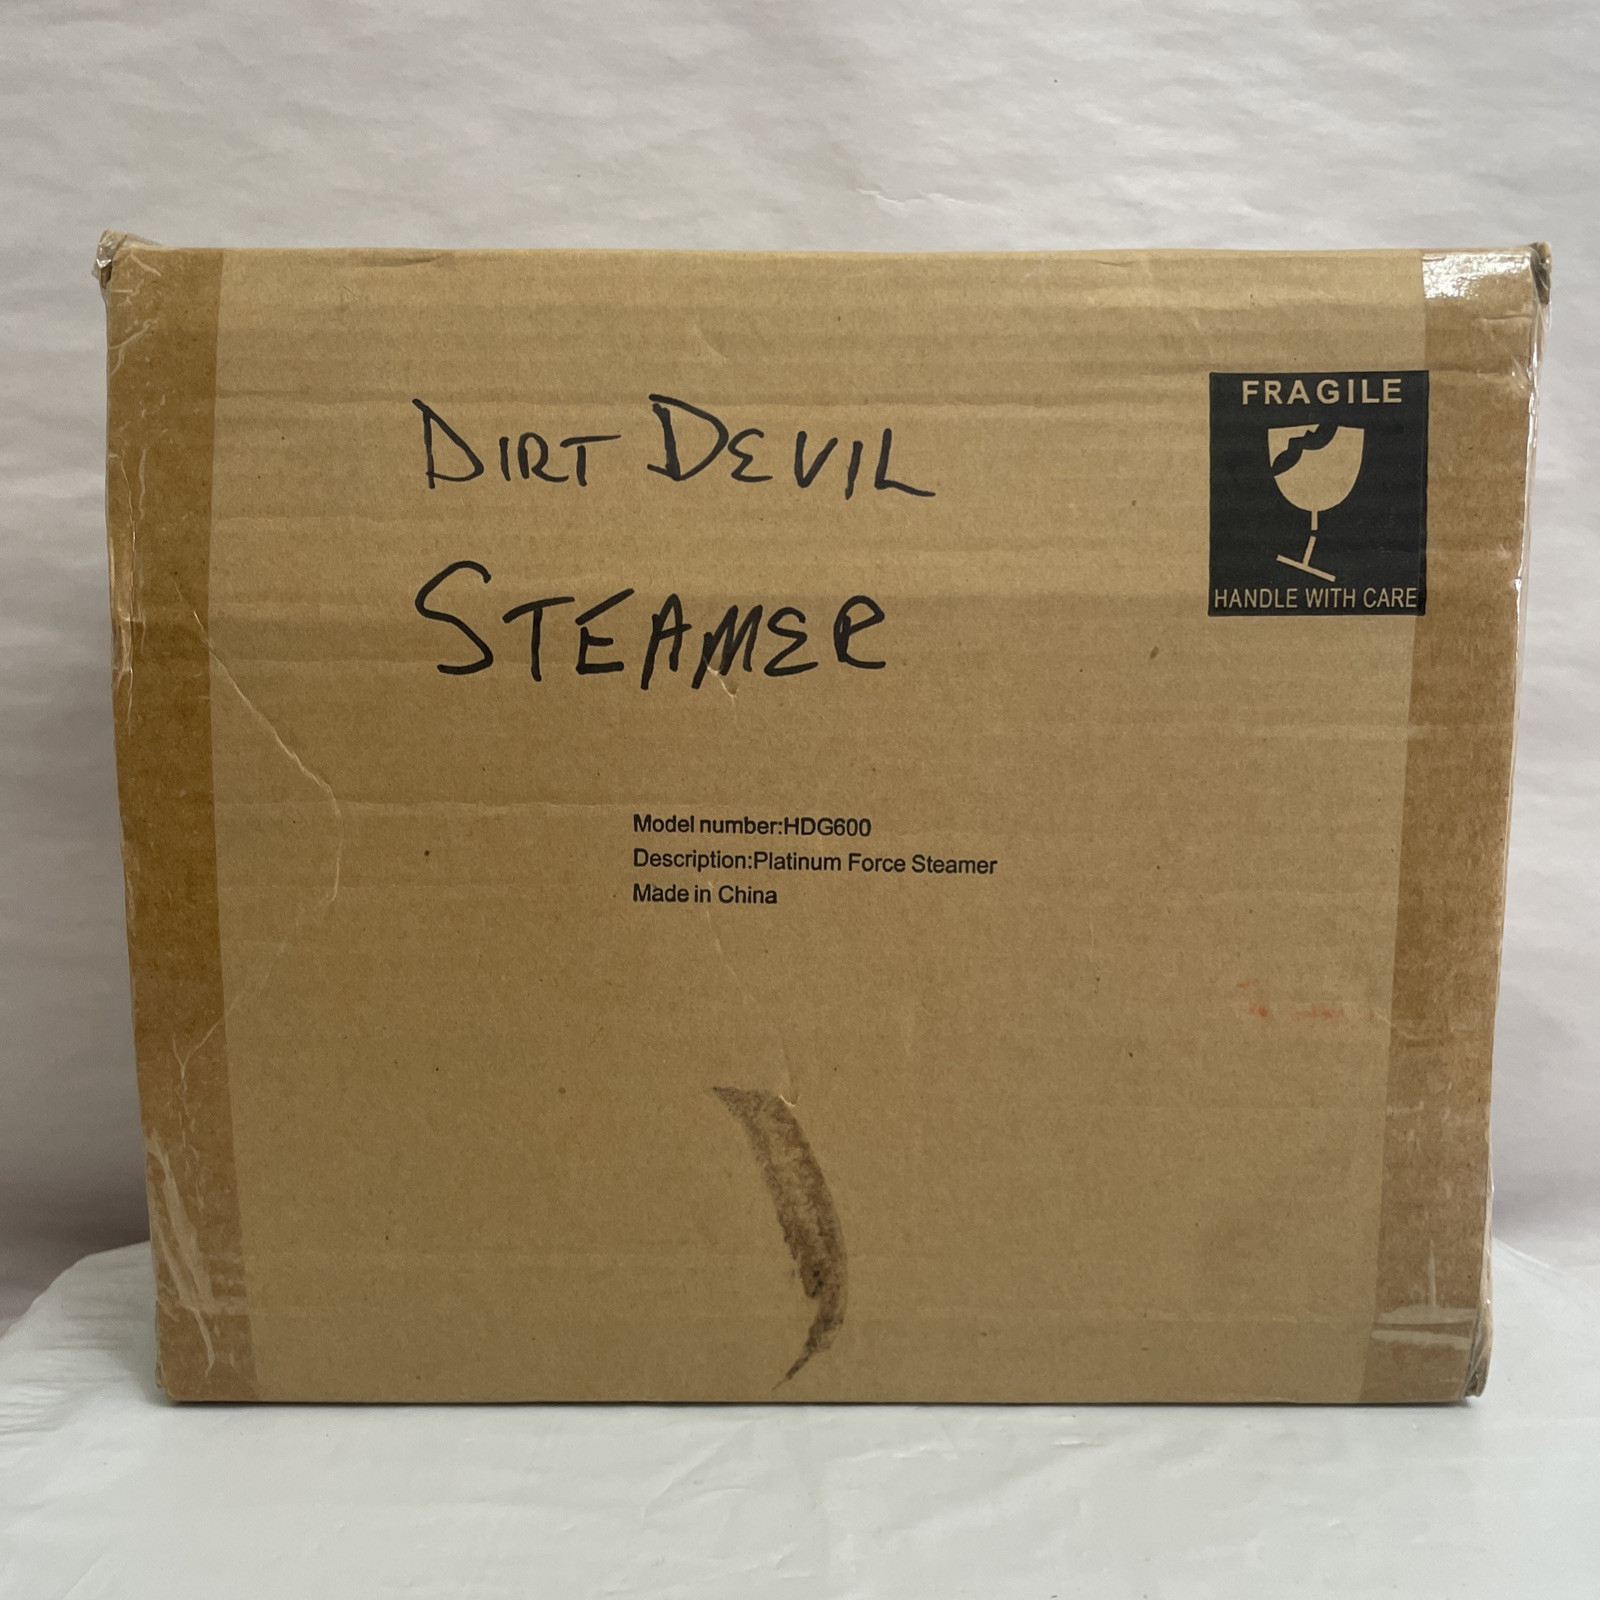 DIRT DEVIL
STEAMER
FRAGILE
HANDLE WITH CARE
Model number:HDG600
Description:Platinum Force Steamer
Made in China